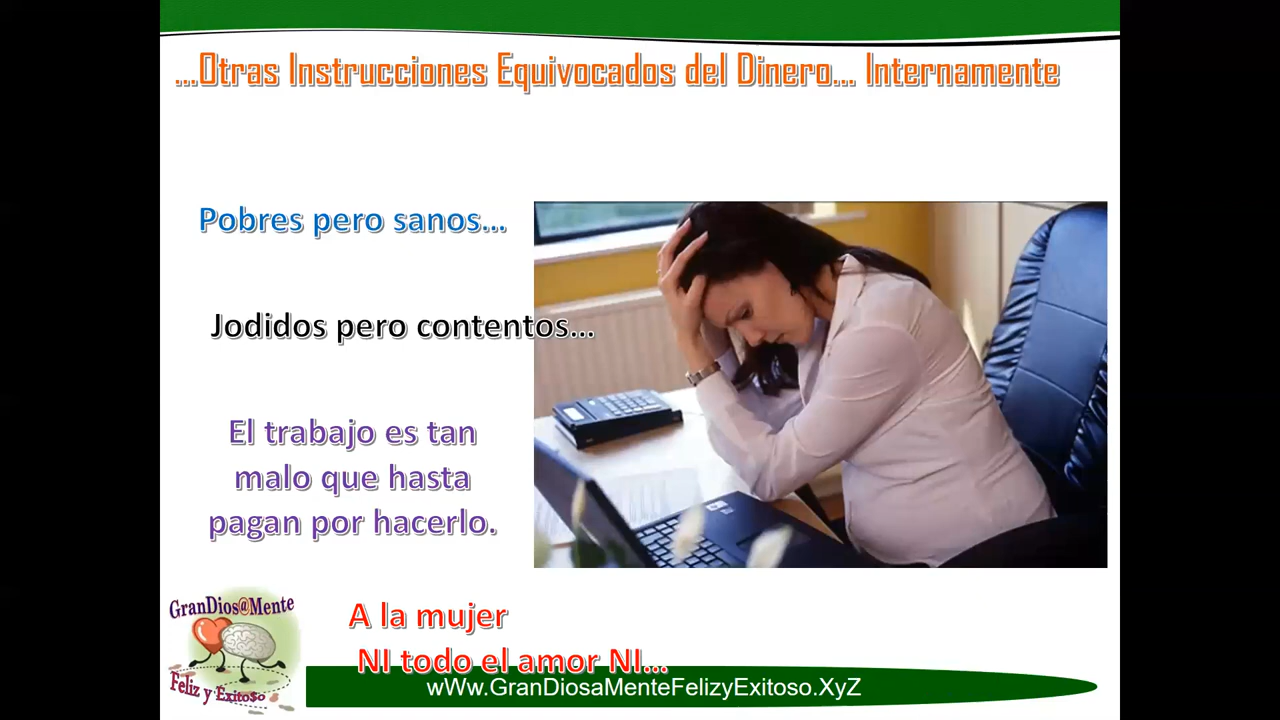 ...Otras Instrucciones Equivocados del Dinero... Internamente
Pobres pero sanos...
Jodidos pero contentos...
El trabajo es tan
malo que hasta
pagan por hacerlo.
A la mujer
NI todo el amor NI...
GranDios@Mente
Feliz y Exito$o
wWw.GranDiosaMenteFelizyExitoso.XyZ